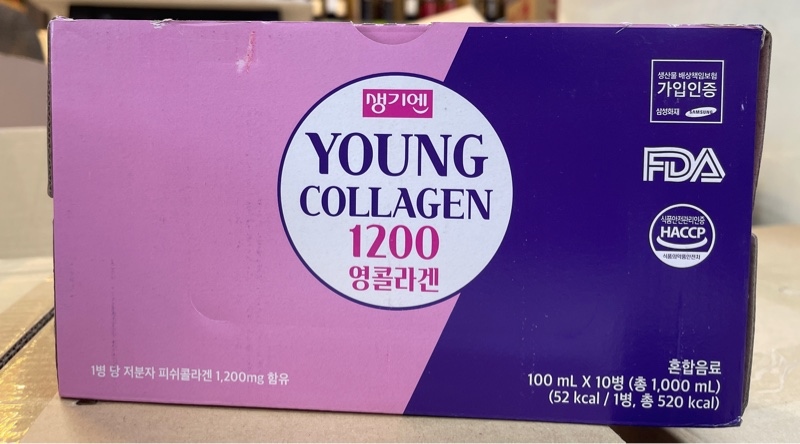 생기엔
YOUNG
COLLAGEN
1200
영콜라겐
생산물 배상책임보험
가입인증
삼성화재 SAMSUNG
FDA
식품안전관리인증
HACCP
식품의약품안전처
1병 당 저분자 피쉬콜라겐 1,200mg 함유
혼합음료
100 mL X 10병 (총 1,000 mL)
(52 kcal / 1병, 총 520 kcal)